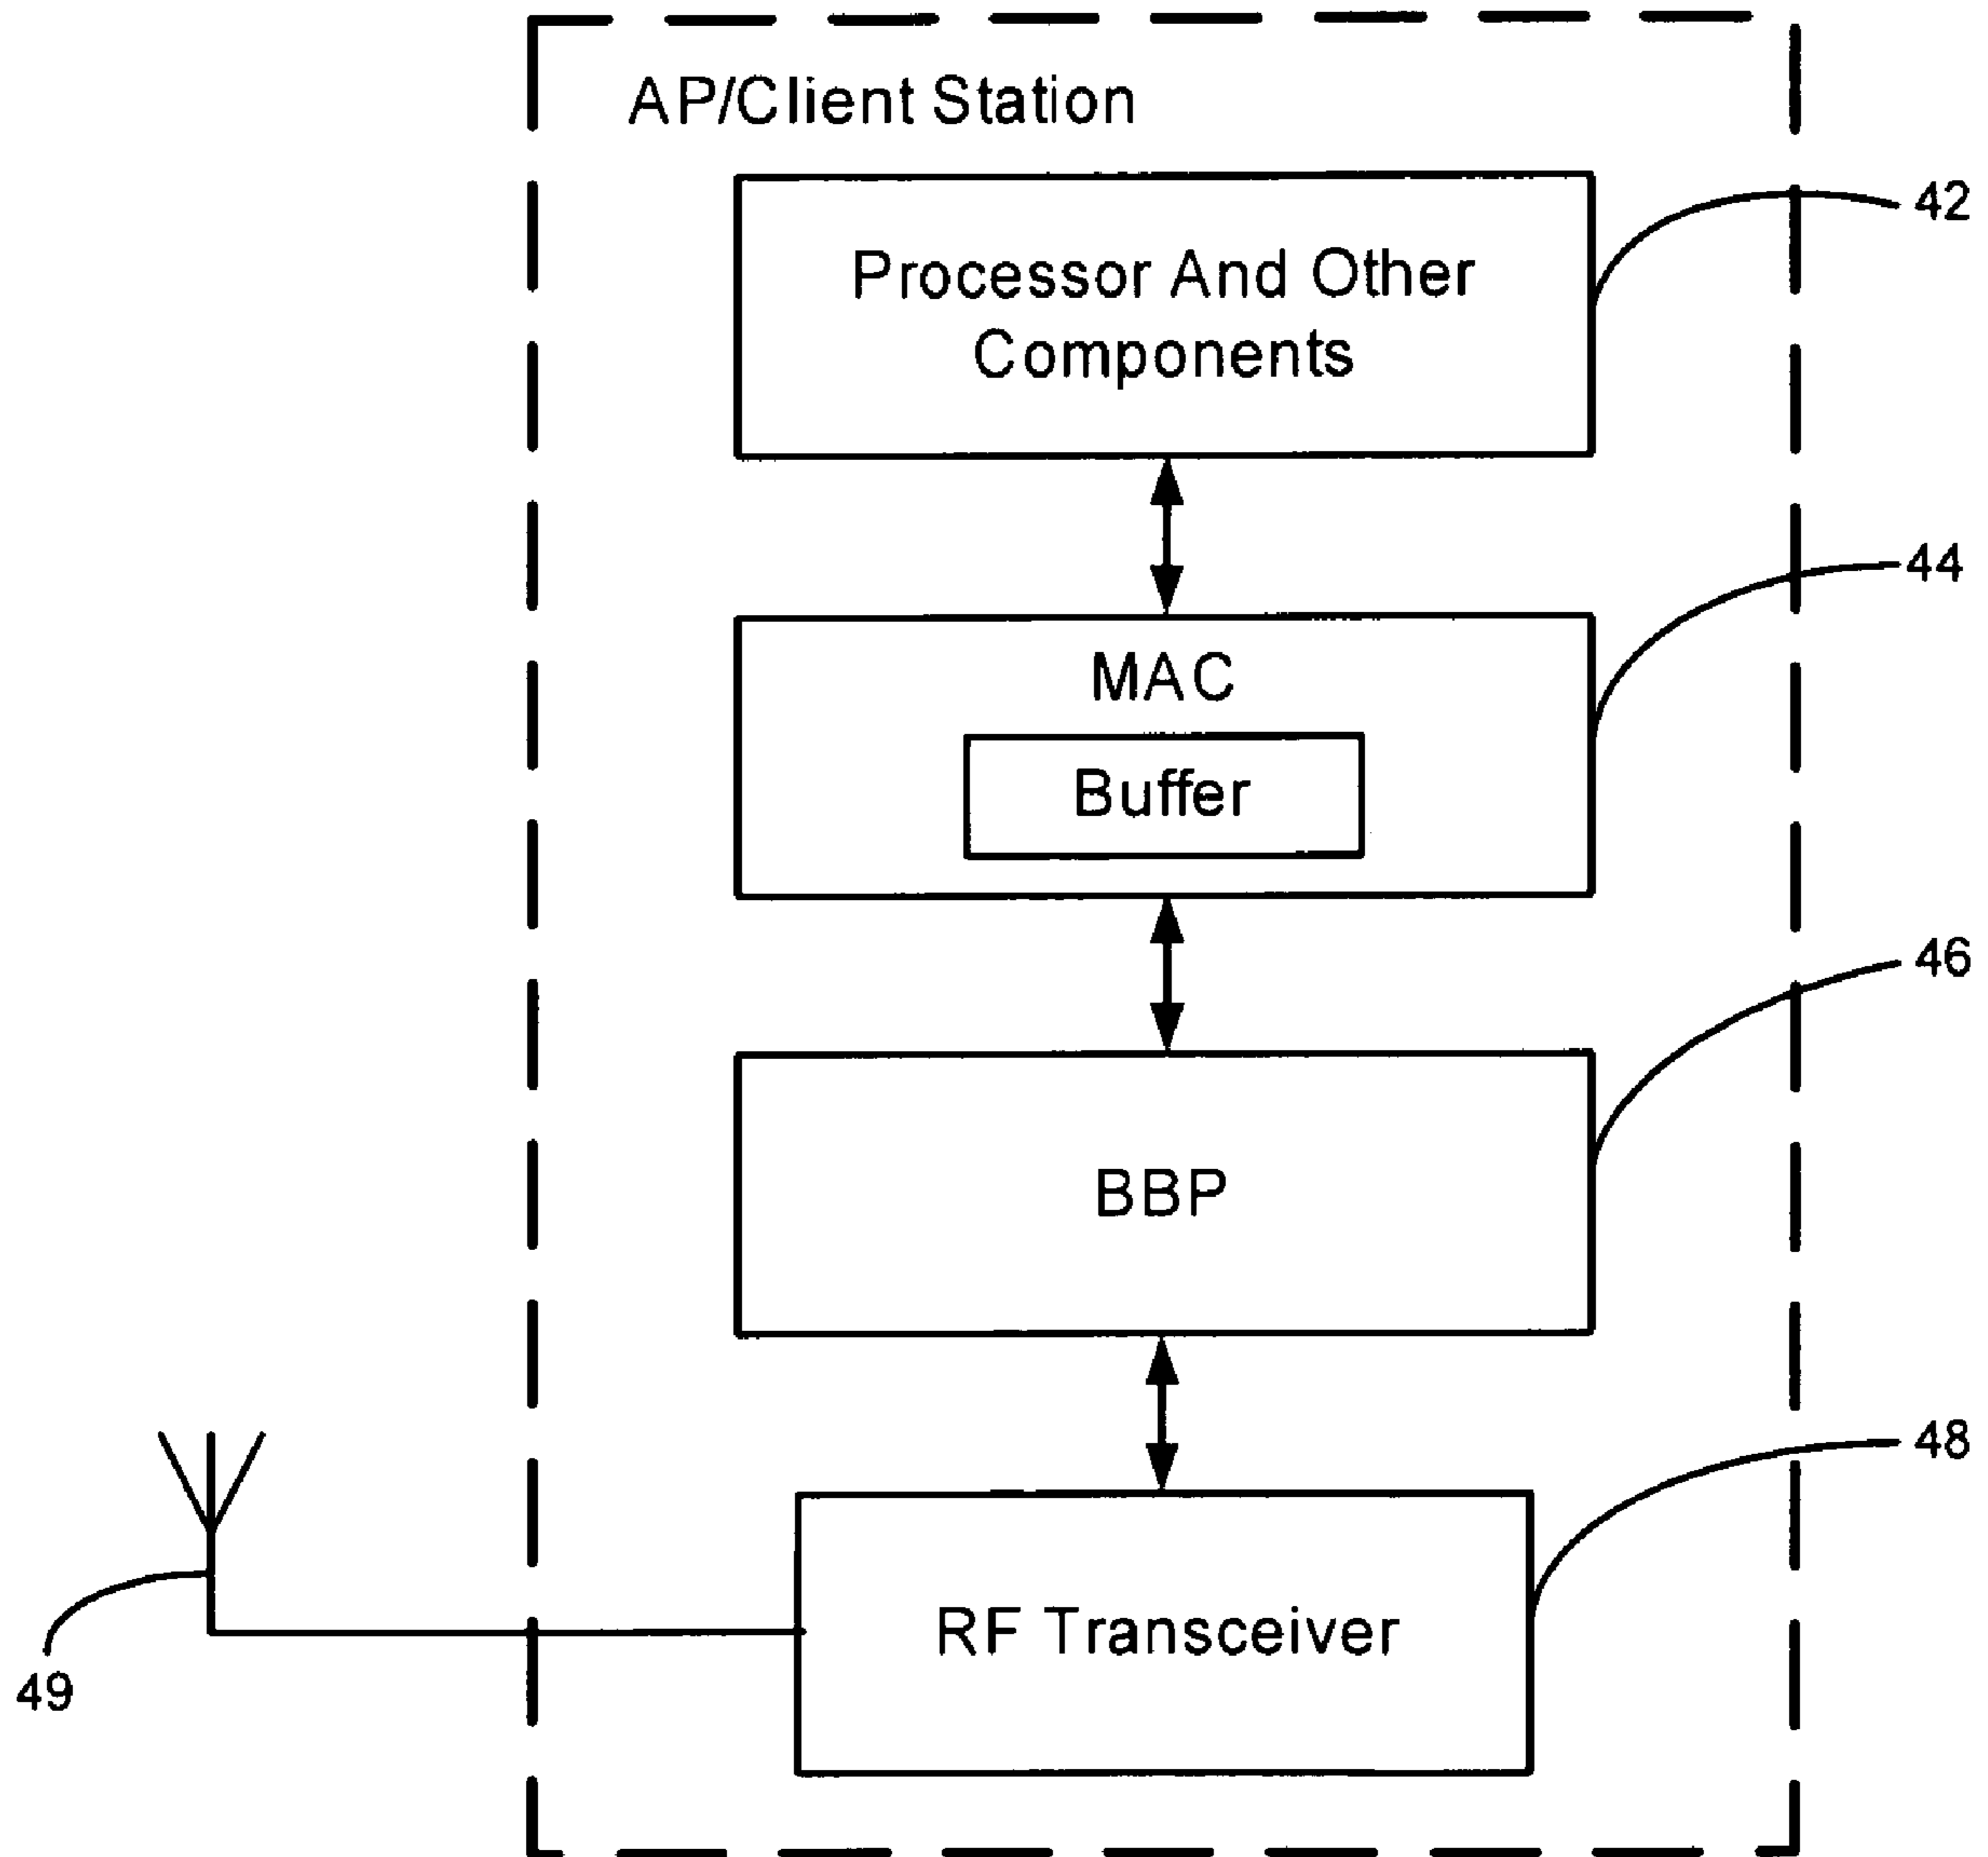 AP/Client Station
Processor And Other
Components
42
44
MAC
Buffer
46
BBP
48
RF Transceiver
49